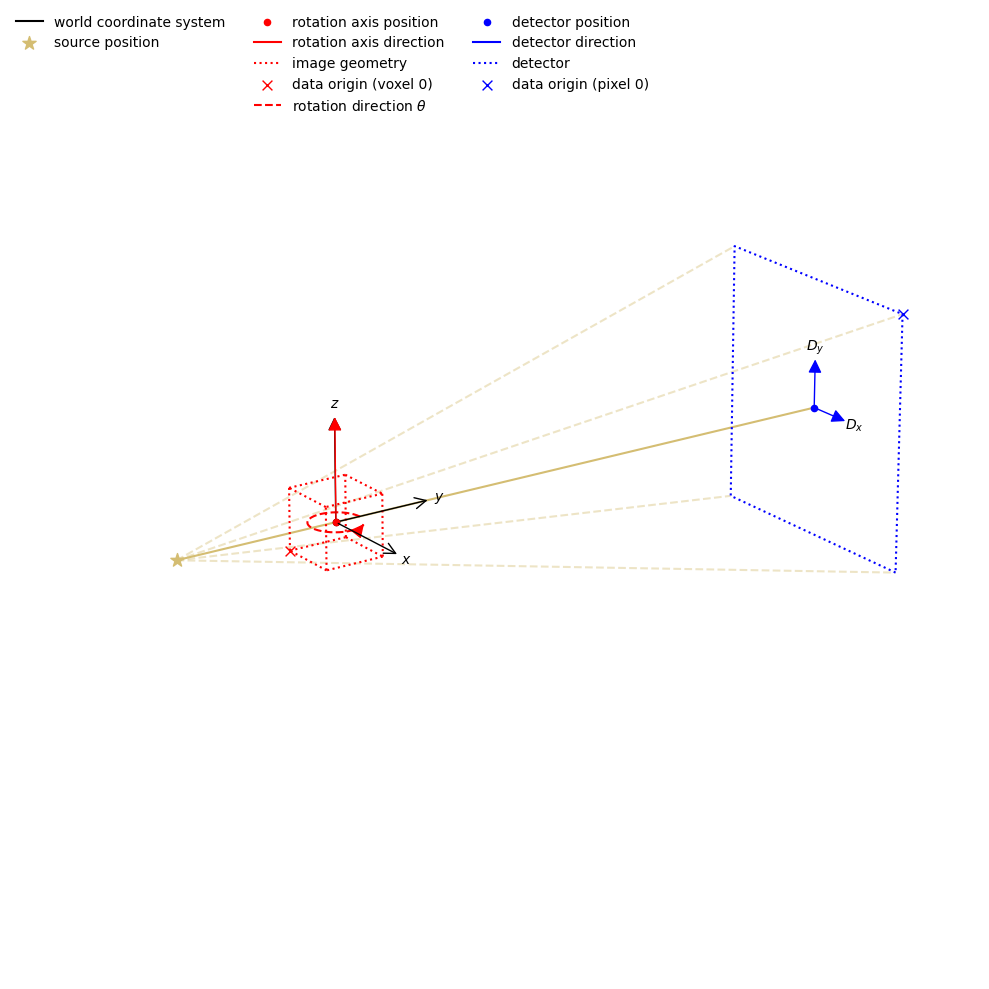 world coordinate system
source position
rotation axis position
rotation axis direction
image geometry
data origin (voxel 0)
rotation direction θ
detector position
detector direction
detector
data origin (pixel 0)
D_y
D_x
z
y
x